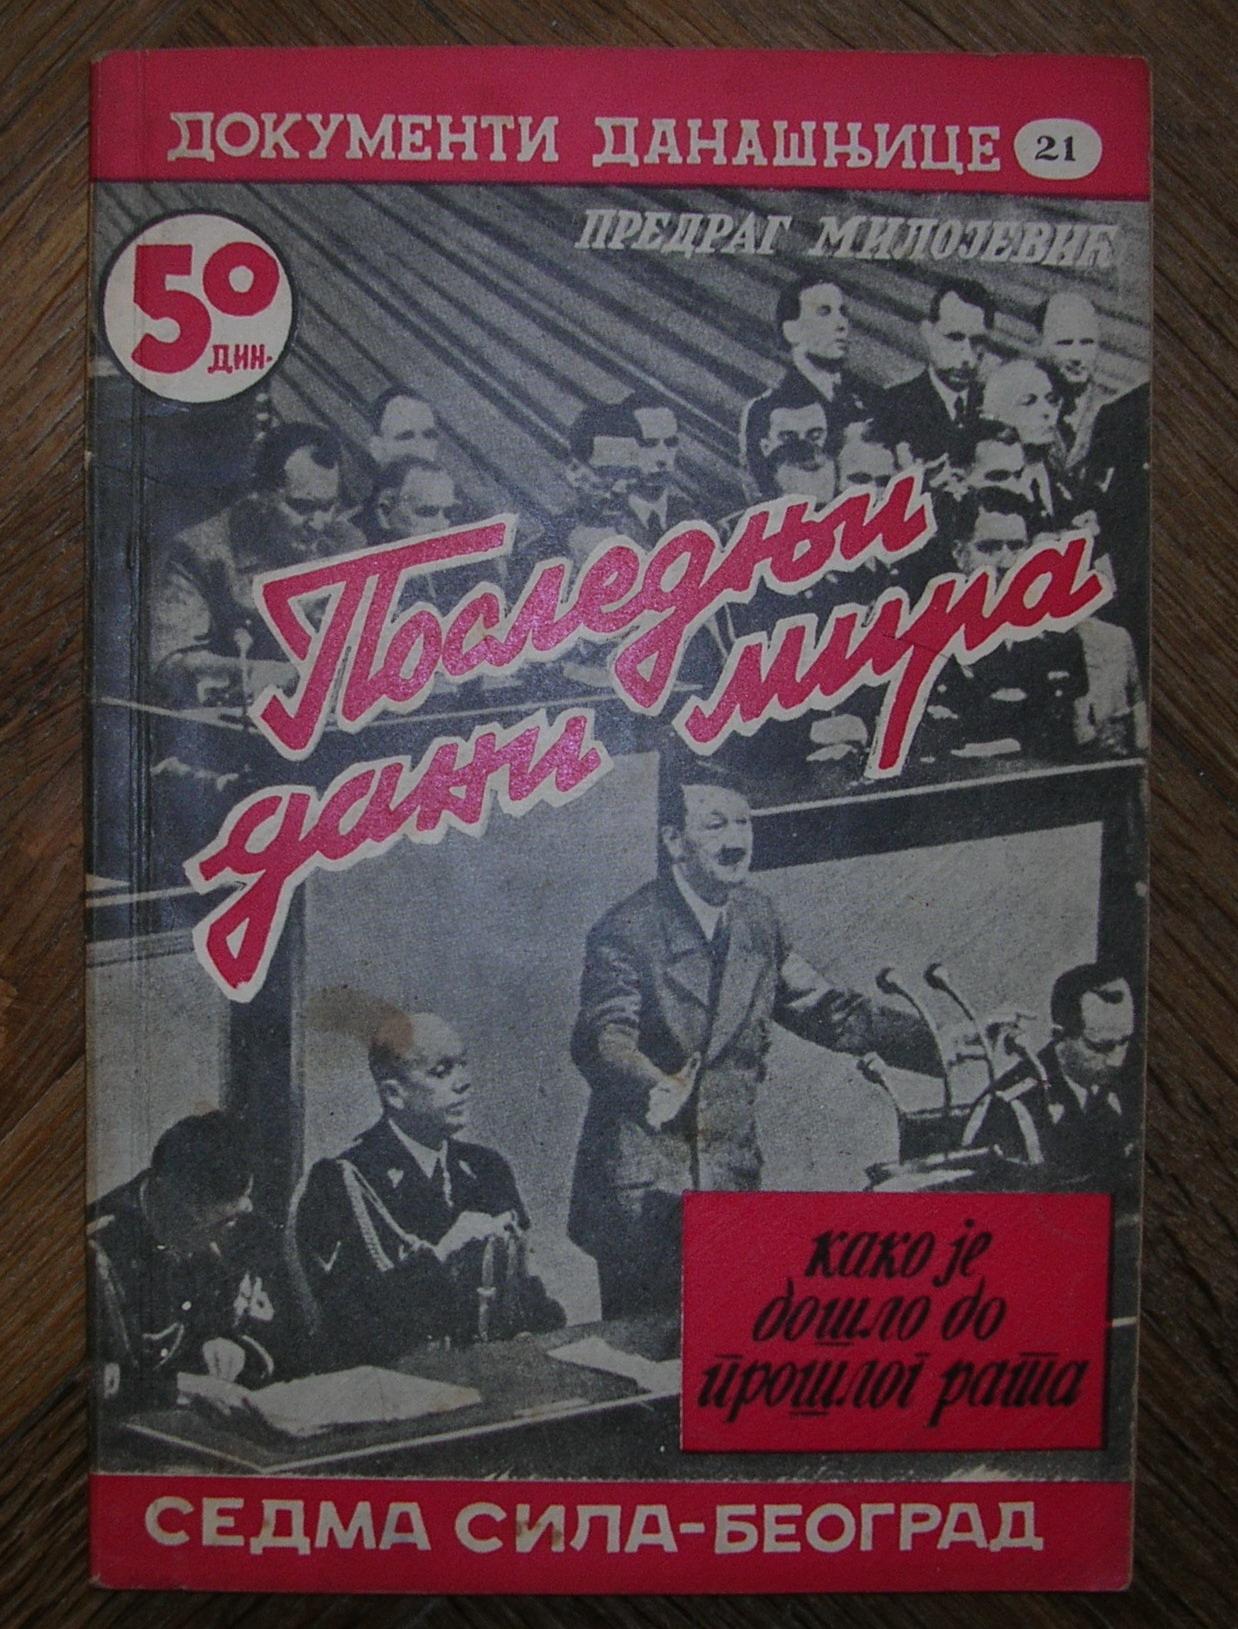 ДОКУМЕНТИ ДАНАШЊИЦЕ 21
ПРЕДРАГ МИЛОЈЕВИЋ
50
ДИН.
Последњи
дани мира
како је
дошло до
прошлог рата
СЕДМА СИЛА-БЕОГРАД